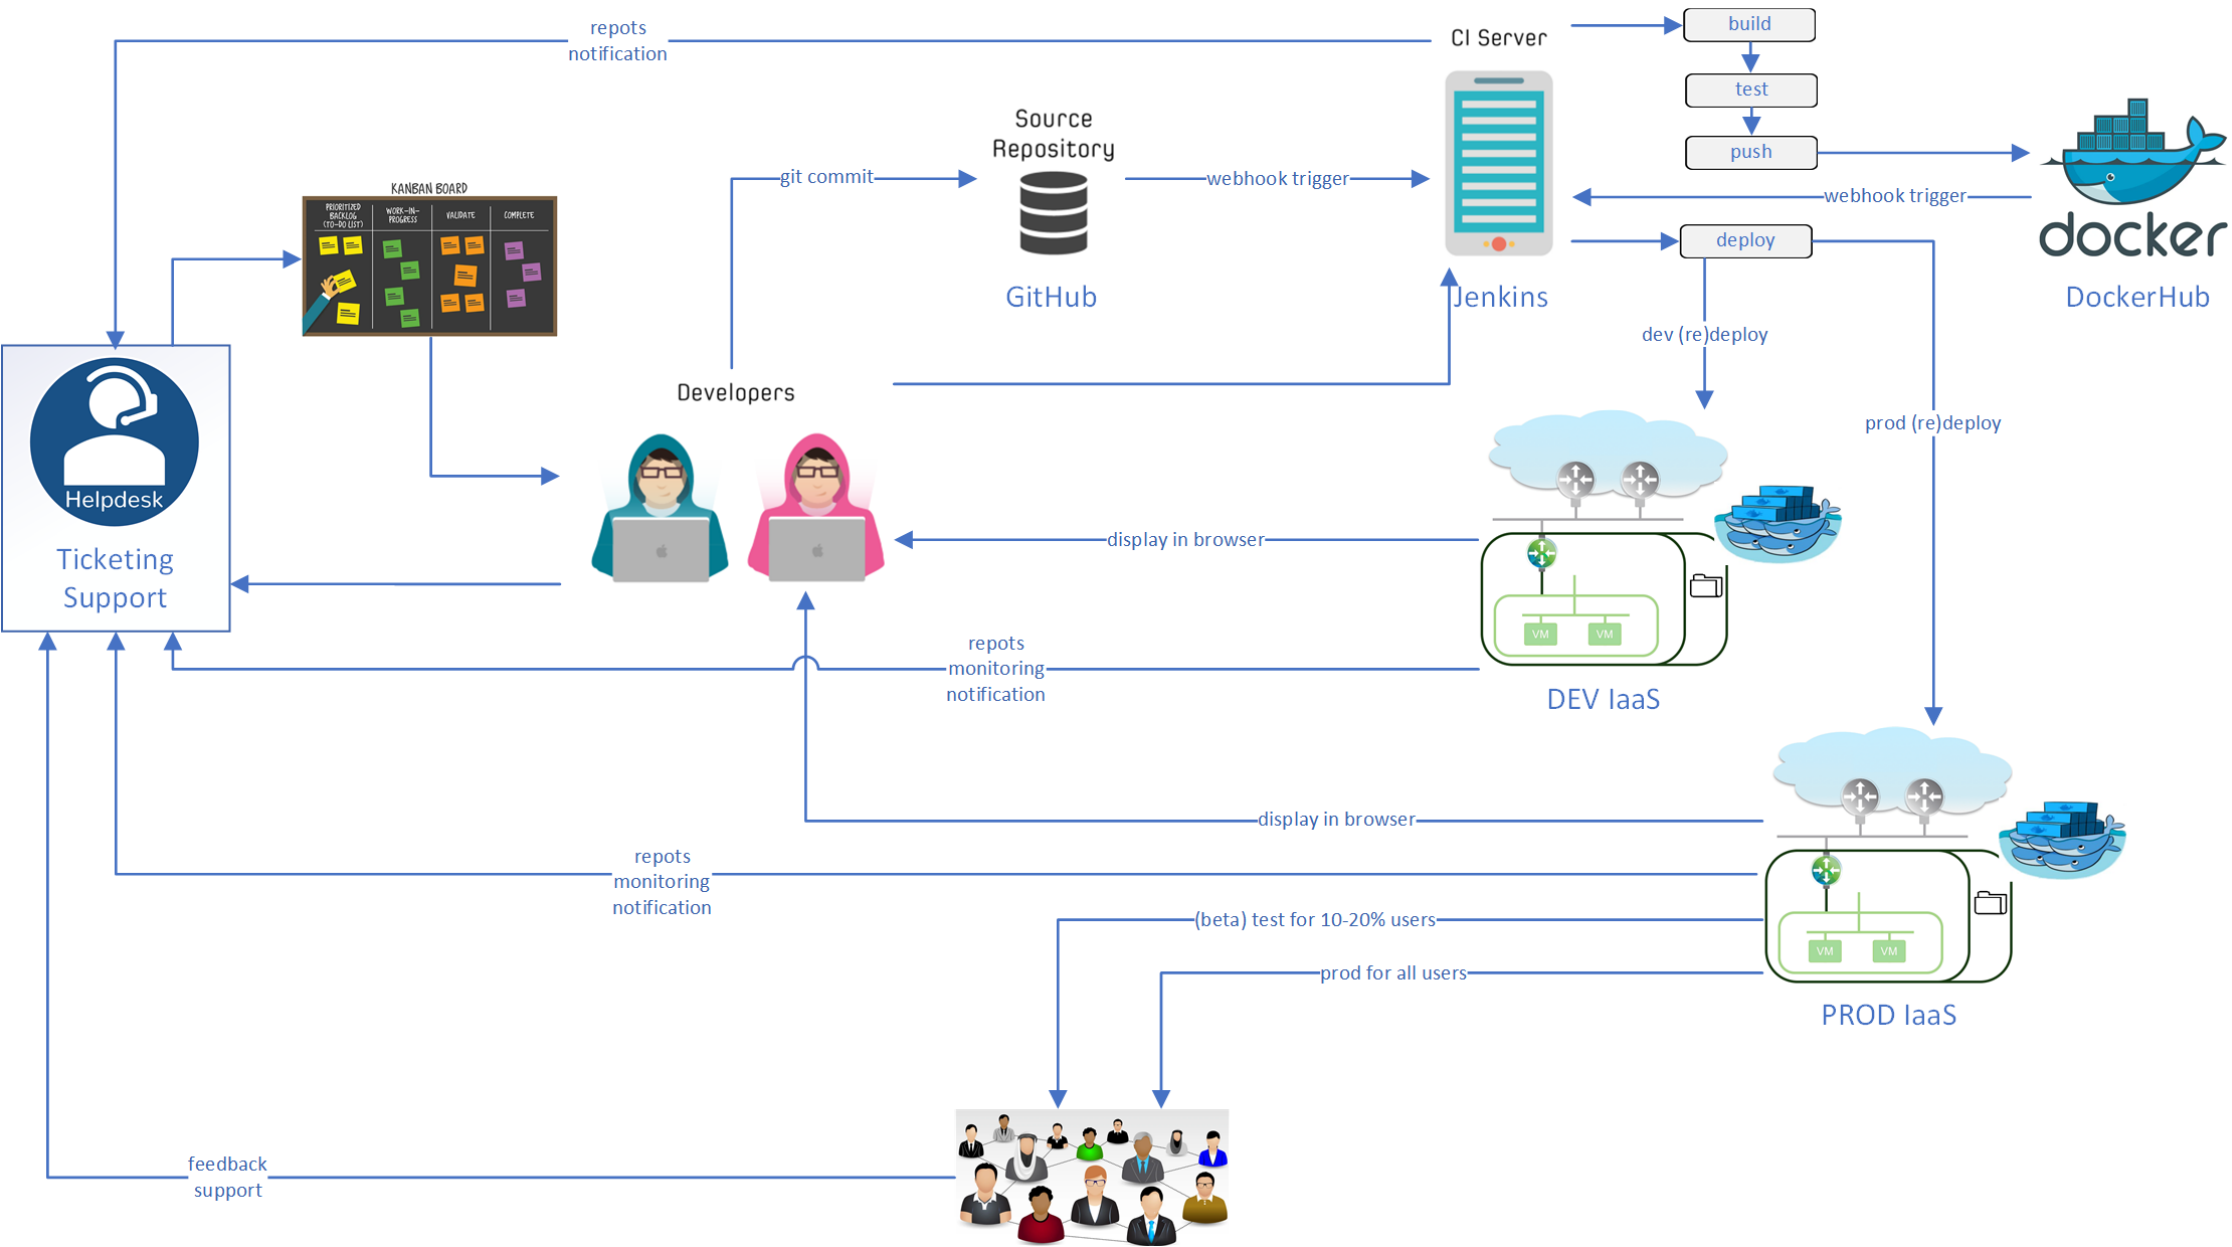 repots
notification
CI Server
build
test
push
Source
Repository
git commit
webhook trigger
webhook trigger
docker
DockerHub
GitHub
Jenkins
deploy
dev (re)deploy
prod (re)deploy
KANBAN BOARD
PRIORITIZED
BACKLOG
(TO-DO LIST)
WORK-IN-
PROGRESS
VALIDATE
COMPLETE
Developers
Helpdesk
Ticketing
Support
display in browser
VM
VM
DEV IaaS
repots
monitoring
notification
display in browser
repots
monitoring
notification
(beta) test for 10-20% users
prod for all users
VM
VM
PROD IaaS
feedback
support